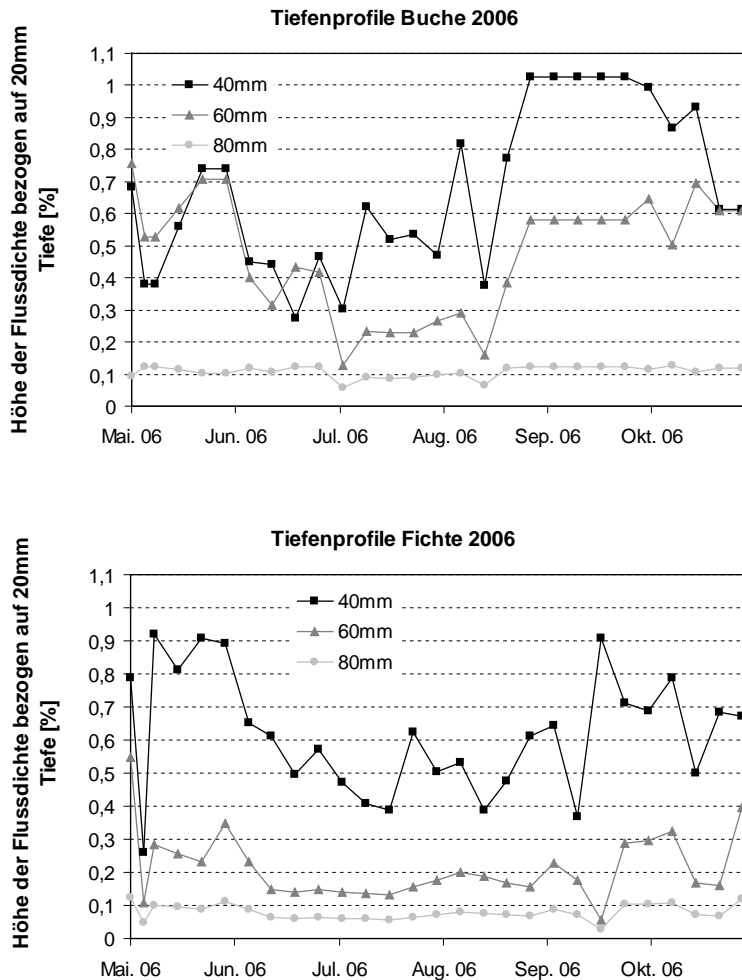 Tiefenprofile Buche 2006
Höhe der Flussdichte bezogen auf 20mm
Tiefe [%]
1,1
1
0,9
0,8
0,7
0,6
0,5
0,4
0,3
0,2
0,1
0
40mm
60mm
80mm
Mai. 06 Jun. 06 Jul. 06 Aug. 06 Sep. 06 Okt. 06
Tiefenprofile Fichte 2006
Höhe der Flussdichte bezogen auf 20mm
Tiefe [%]
1,1
1
0,9
0,8
0,7
0,6
0,5
0,4
0,3
0,2
0,1
0
40mm
60mm
80mm
Mai. 06 Jun. 06 Jul. 06 Aug. 06 Sep. 06 Okt. 06